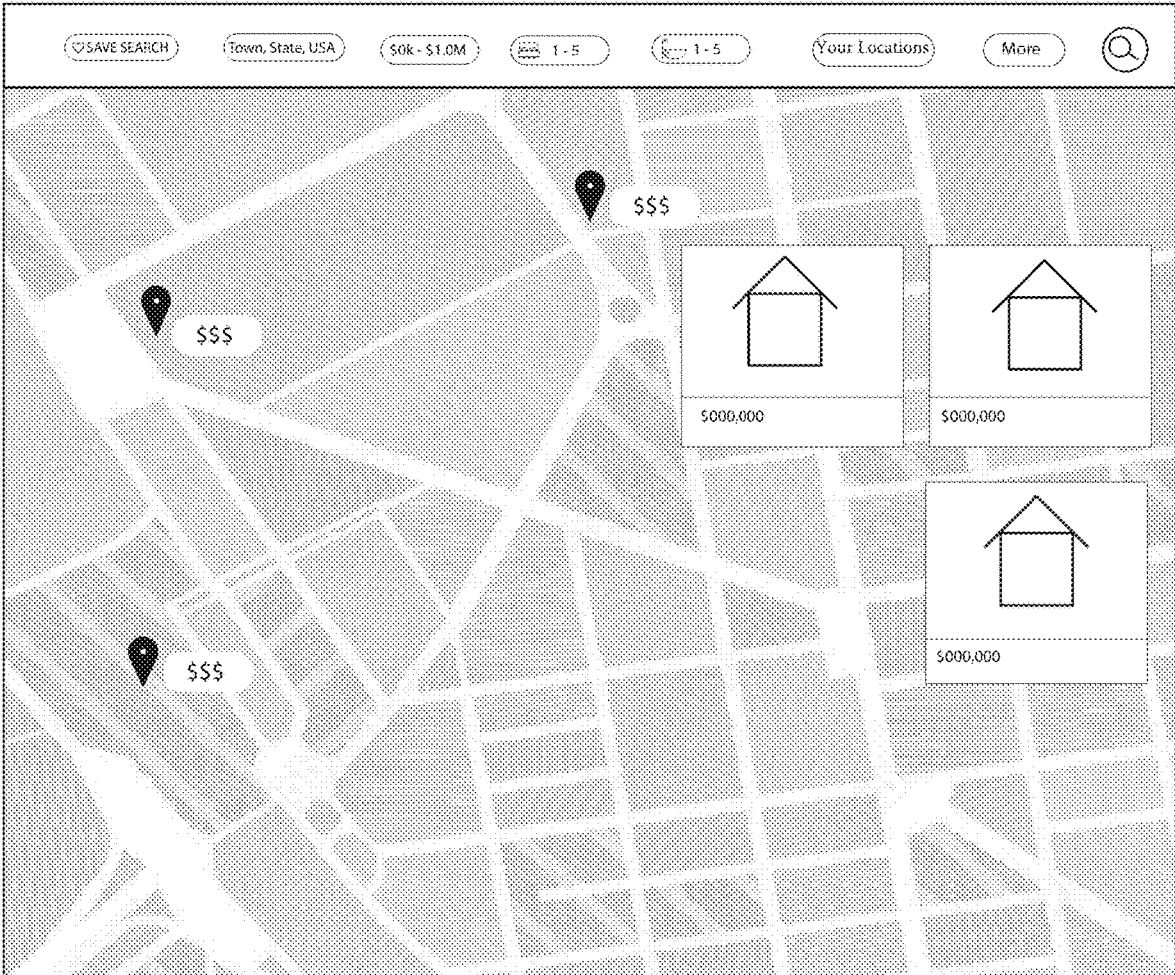 ♡SAVE SEARCH
Town, State, USA
$0k - $1.0M
1 - 5
1 - 5
Your Locations
More
$$$
$$$
$000,000
$000,000
$000,000
$$$